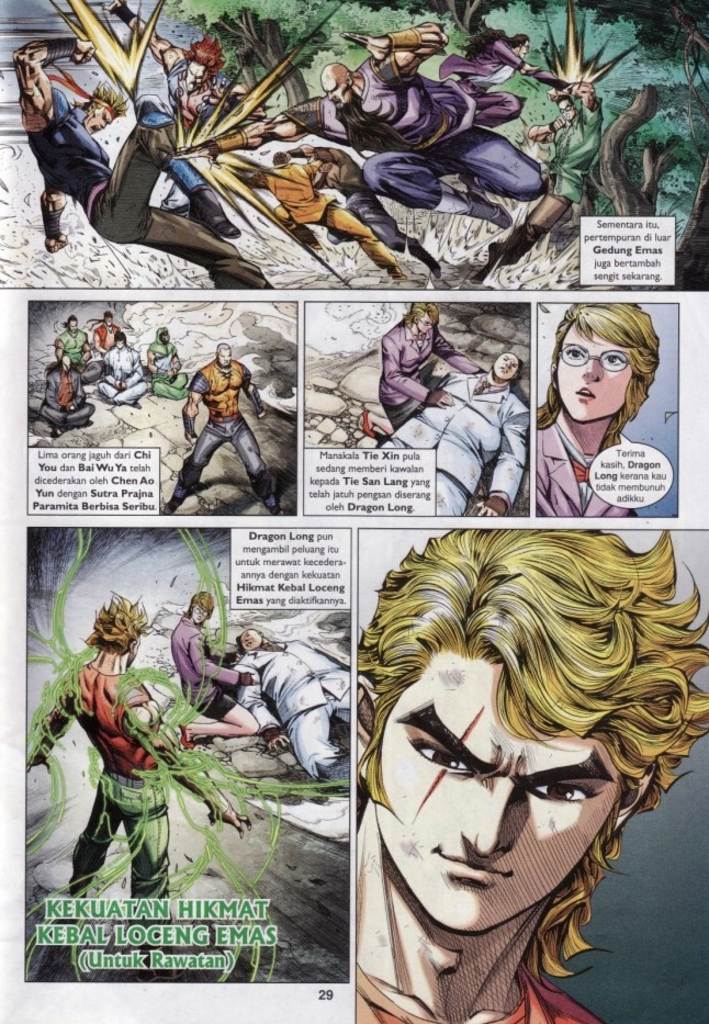 Sementara itu,
pertempuran di luar
Gedung Emas
juga bertambah
sengit sekarang.
Lima orang jaguh dari Chi
You dan Bai Wu Ya telah
dicederakan oleh Chen Ao
Yun dengan Sutra Prajna
Paramita Berbisa Seribu.
Manakala Tie Xin pula
sedang memberi kawalan
kepada Tie San Lang yang
telah jatuh pengsan diserang
oleh Dragon Long.
Terima
kasih, Dragon
Long kerana kau
tidak membunuh
adikku
Dragon Long pun
mengambil peluang itu
untuk merawat kecedera-
annya dengan kekuatan
Hikmat Kebal Loceng
Emas yang diaktifkannya.
KEKUATAN HIKMAT
KEBAL LOCENG EMAS
(Untuk Rawatan)
29